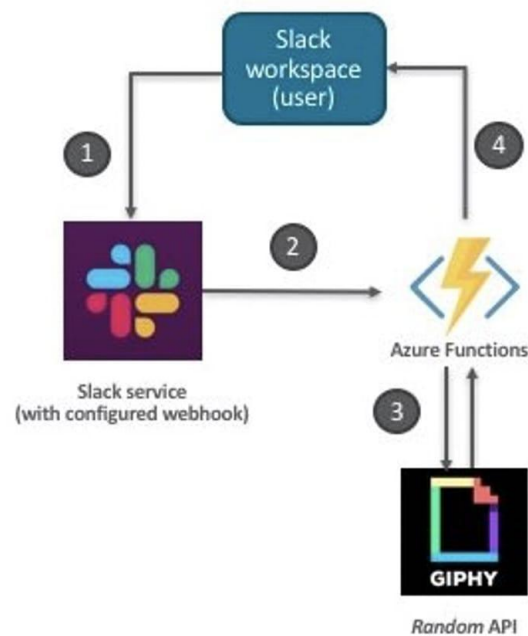 Slack
workspace
(user)
1
4
2
Slack service
(with configured webhook)
Azure Functions
3
GIPHY
Random API